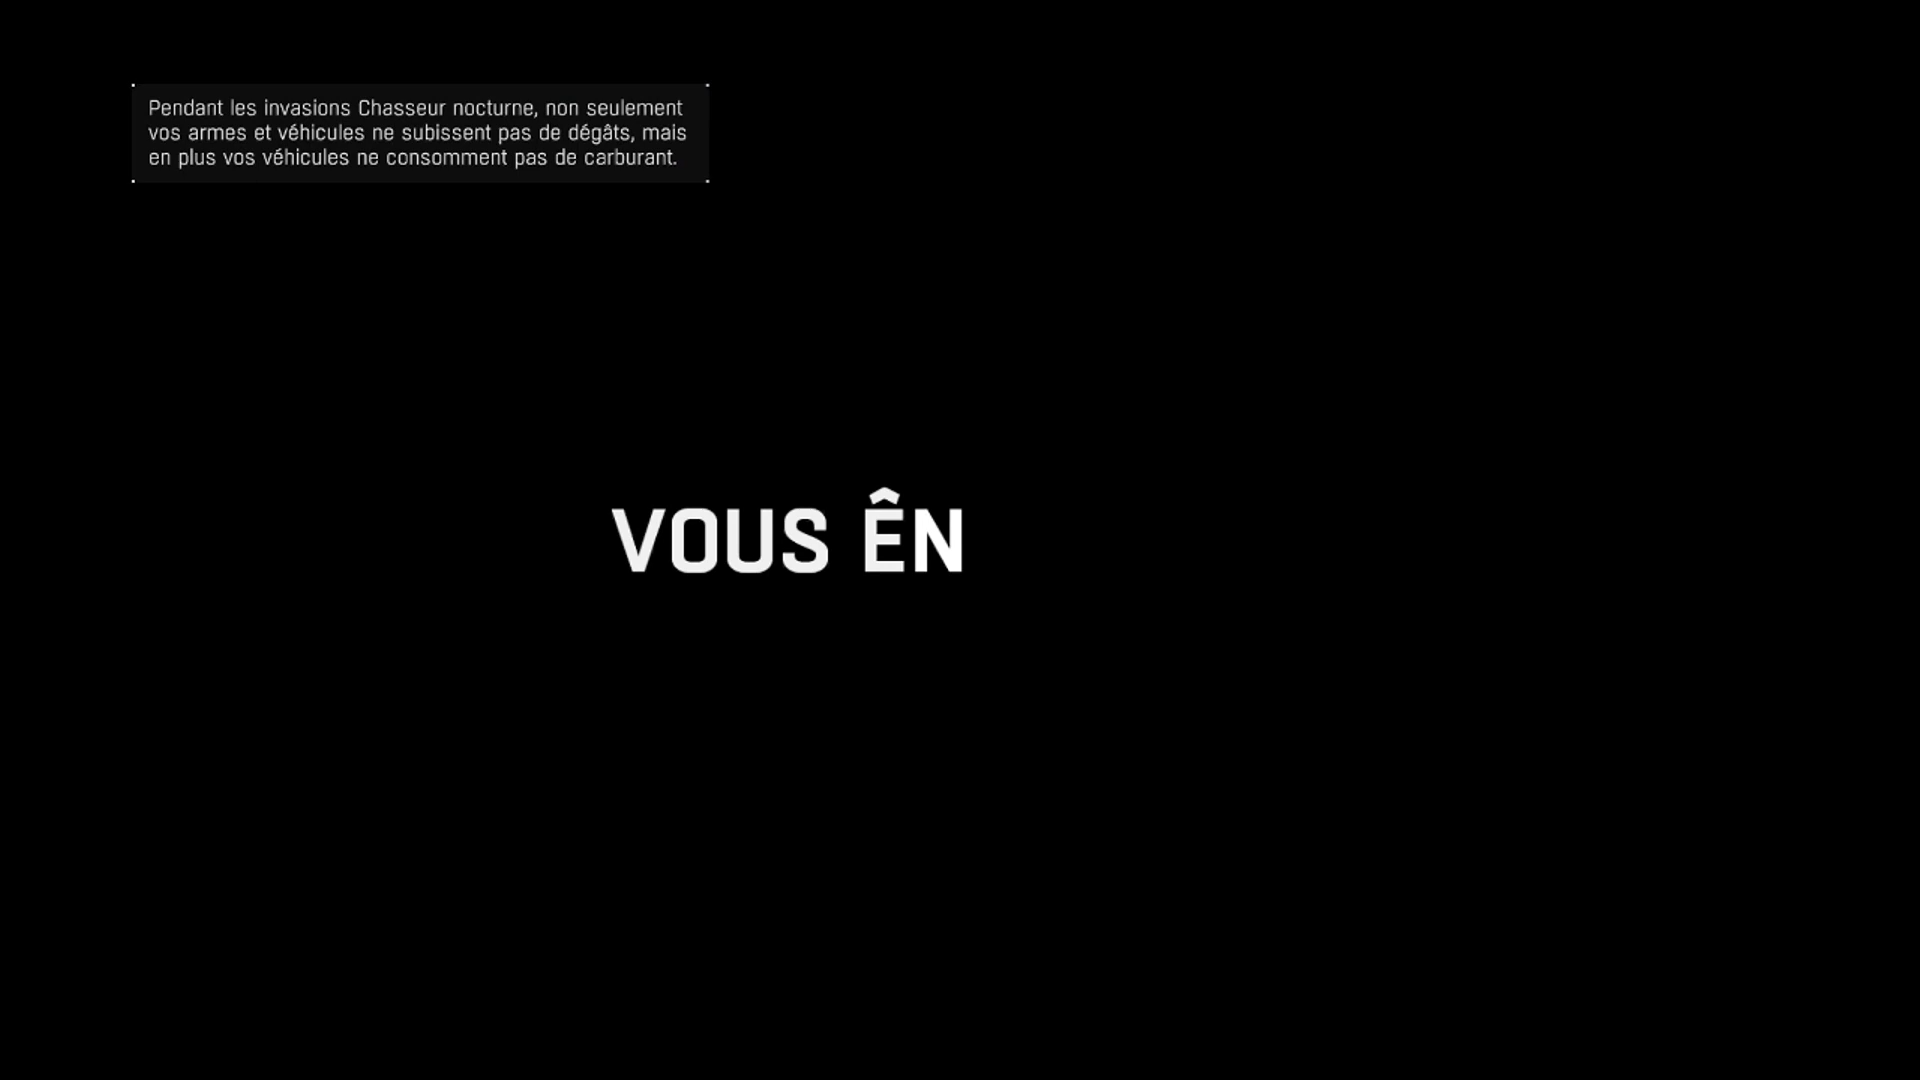 Pendant les invasions Chasseur nocturne, non seulement
vos armes et véhicules ne subissent pas de dégâts, mais
en plus vos véhicules ne consomment pas de carburant.
VOUS ÊN